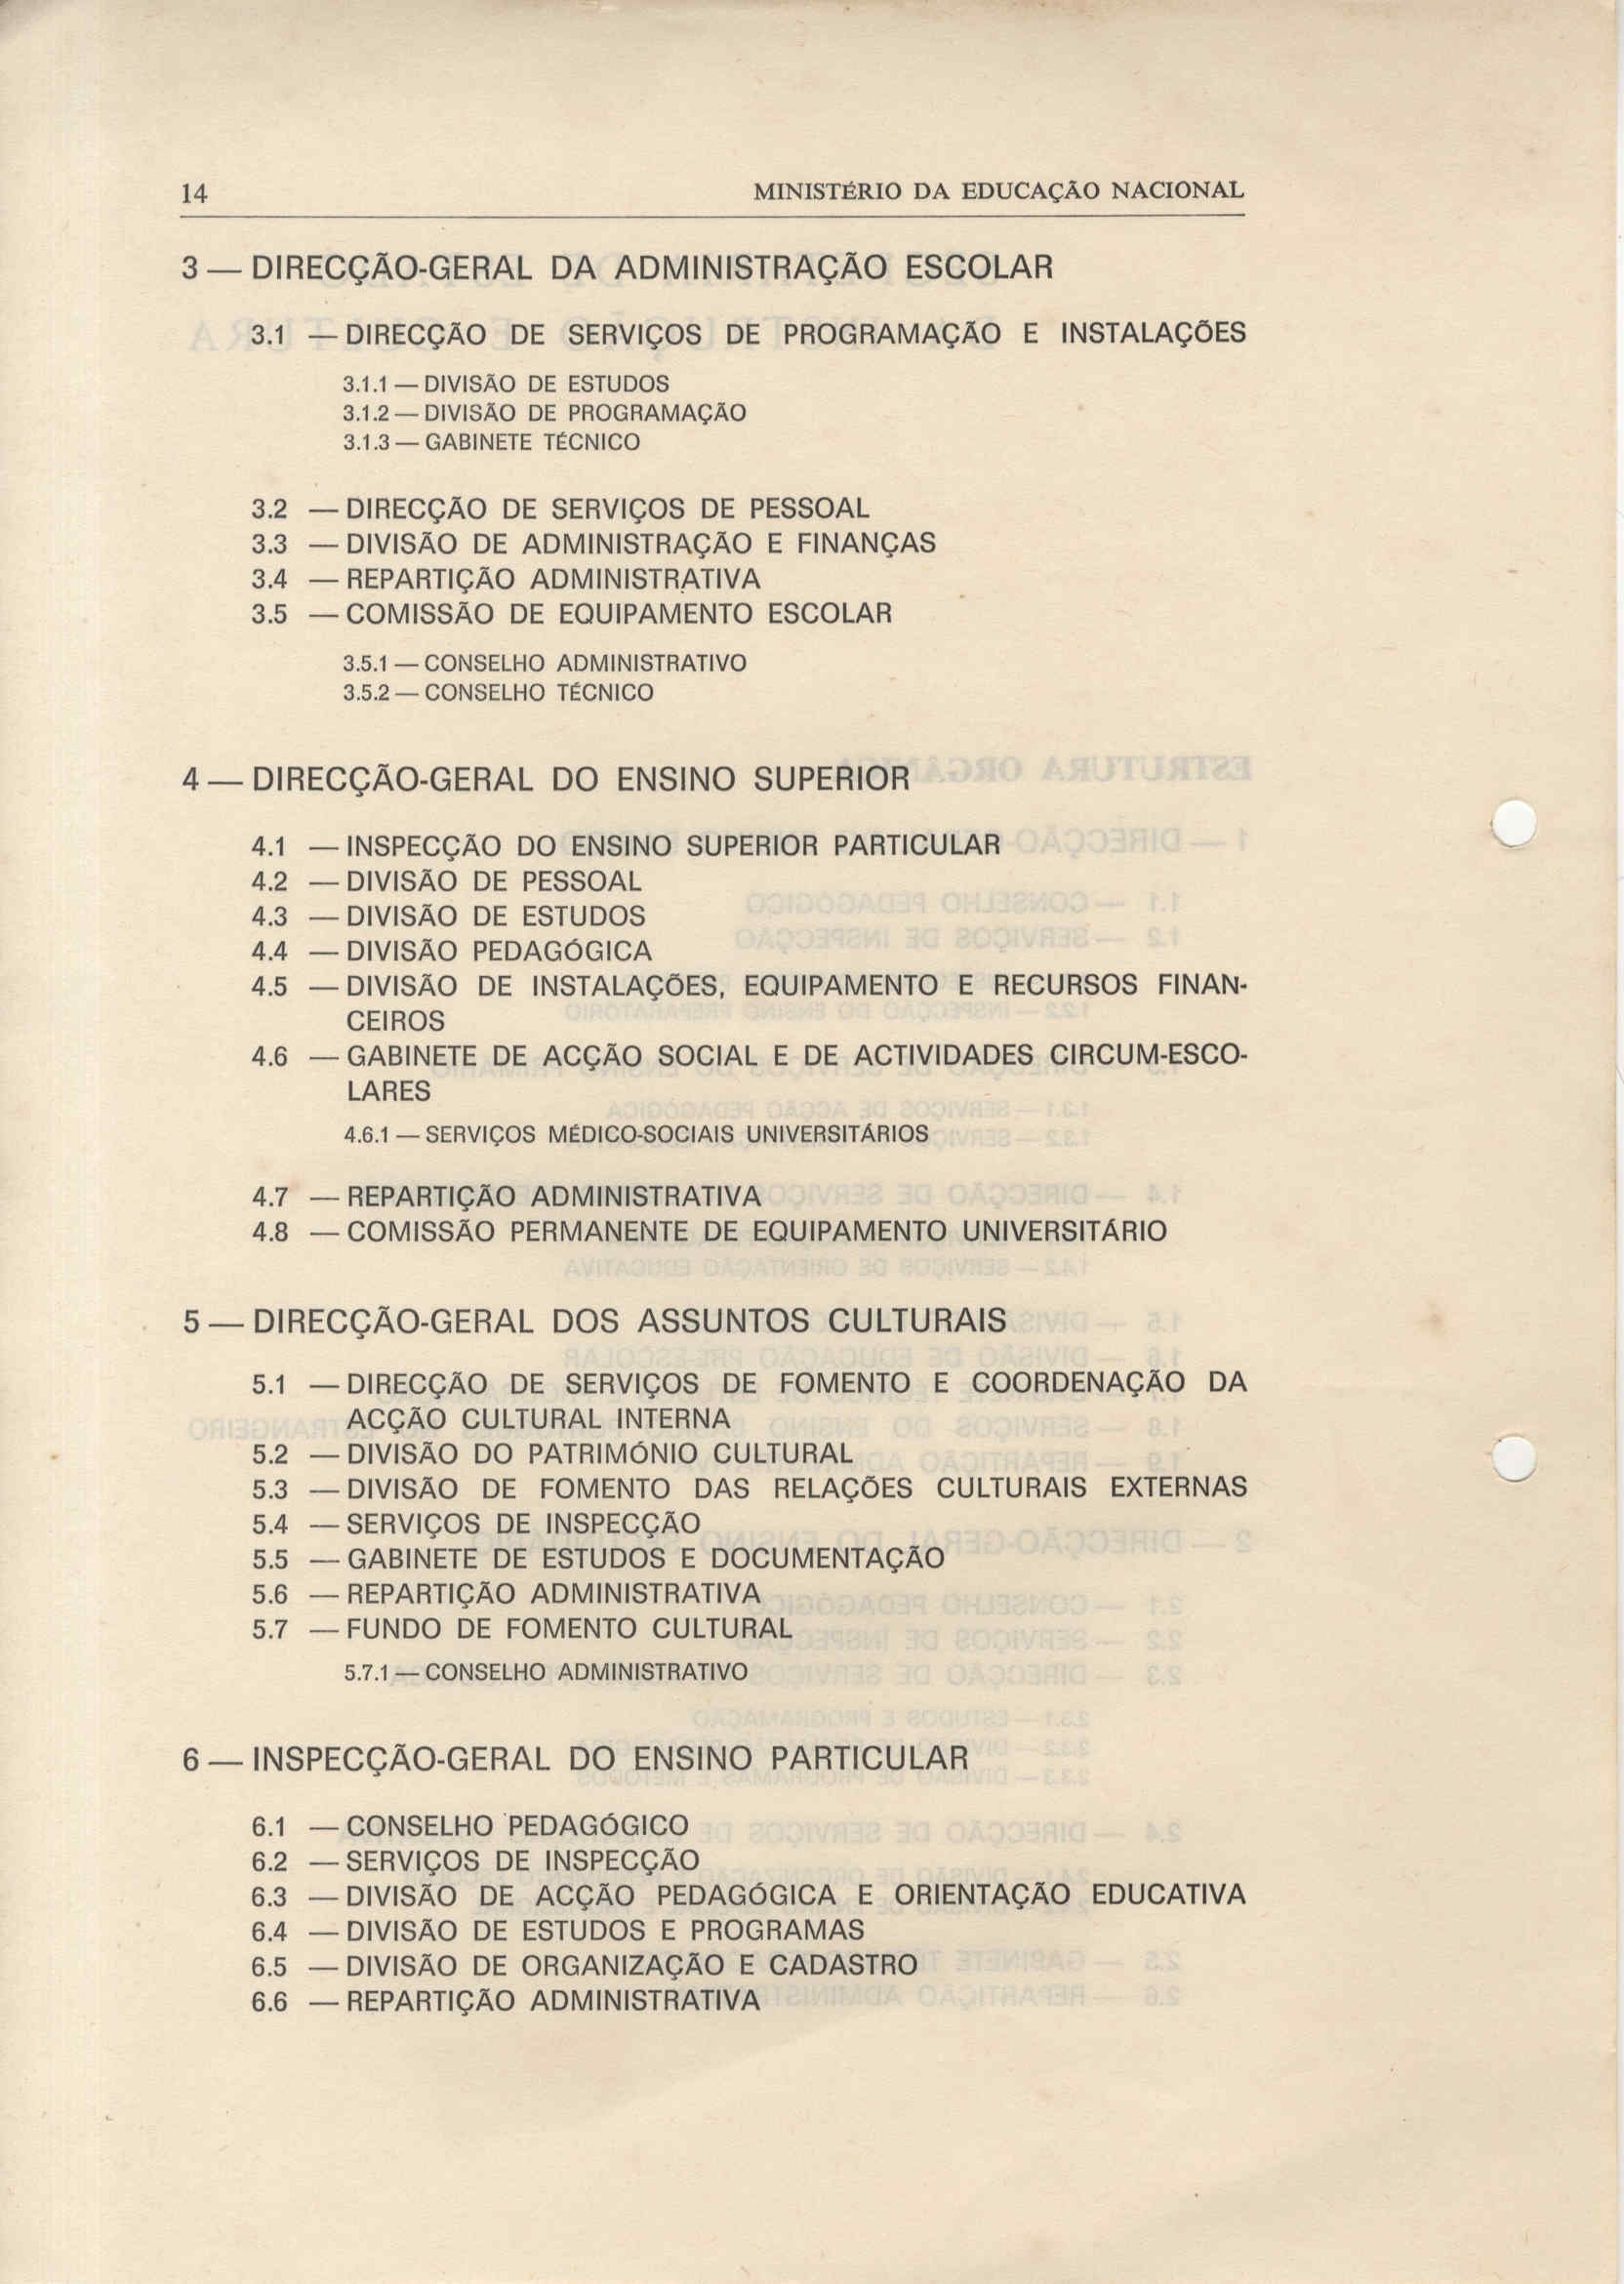 14 MINISTÉRIO DA EDUCAÇÃO NACIONAL
3 — DIRECÇÃO-GERAL DA ADMINISTRAÇÃO ESCOLAR
3.1 — DIRECÇÃO DE SERVIÇOS DE PROGRAMAÇÃO E INSTALAÇÕES
3.1.1 — DIVISÃO DE ESTUDOS
3.1.2 — DIVISÃO DE PROGRAMAÇÃO
3.1.3 — GABINETE TÉCNICO
3.2 — DIRECÇÃO DE SERVIÇOS DE PESSOAL
3.3 — DIVISÃO DE ADMINISTRAÇÃO E FINANÇAS
3.4 — REPARTIÇÃO ADMINISTRATIVA
3.5 — COMISSÃO DE EQUIPAMENTO ESCOLAR
3.5.1 — CONSELHO ADMINISTRATIVO
3.5.2 — CONSELHO TÉCNICO
4 — DIRECÇÃO-GERAL DO ENSINO SUPERIOR
4.1 — INSPECÇÃO DO ENSINO SUPERIOR PARTICULAR
4.2 — DIVISÃO DE PESSOAL
4.3 — DIVISÃO DE ESTUDOS
4.4 — DIVISÃO PEDAGÓGICA
4.5 — DIVISÃO DE INSTALAÇÕES, EQUIPAMENTO E RECURSOS FINAN-
CEIROS
4.6 — GABINETE DE ACÇÃO SOCIAL E DE ACTIVIDADES CIRCUM-ESCO-
LARES
4.6.1 — SERVIÇOS MÉDICO-SOCIAIS UNIVERSITÁRIOS
4.7 — REPARTIÇÃO ADMINISTRATIVA
4.8 — COMISSÃO PERMANENTE DE EQUIPAMENTO UNIVERSITÁRIO
5 — DIRECÇÃO-GERAL DOS ASSUNTOS CULTURAIS
5.1 — DIRECÇÃO DE SERVIÇOS DE FOMENTO E COORDENAÇÃO DA
ACÇÃO CULTURAL INTERNA
5.2 — DIVISÃO DO PATRIMÓNIO CULTURAL
5.3 — DIVISÃO DE FOMENTO DAS RELAÇÕES CULTURAIS EXTERNAS
5.4 — SERVIÇOS DE INSPECÇÃO
5.5 — GABINETE DE ESTUDOS E DOCUMENTAÇÃO
5.6 — REPARTIÇÃO ADMINISTRATIVA
5.7 — FUNDO DE FOMENTO CULTURAL
5.7.1 — CONSELHO ADMINISTRATIVO
6 — INSPECÇÃO-GERAL DO ENSINO PARTICULAR
6.1 — CONSELHO PEDAGÓGICO
6.2 — SERVIÇOS DE INSPECÇÃO
6.3 — DIVISÃO DE ACÇÃO PEDAGÓGICA E ORIENTAÇÃO EDUCATIVA
6.4 — DIVISÃO DE ESTUDOS E PROGRAMAS
6.5 — DIVISÃO DE ORGANIZAÇÃO E CADASTRO
6.6 — REPARTIÇÃO ADMINISTRATIVA